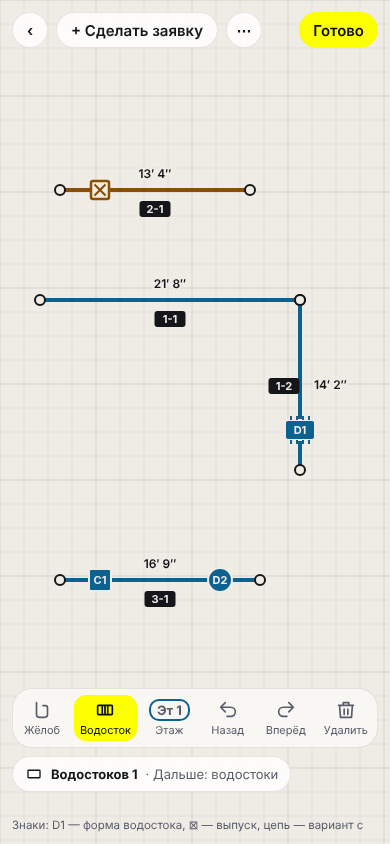 ‹ + Сделать заявку ··· Готово
13′ 4″
2-1
21′ 8″
1-1
1-2 14′ 2″
D1
16′ 9″
C1 D2
3-1
Эт 1
Жёлоб Водосток Этаж Назад Вперёд Удалить
Водостоков 1 · Дальше: водостоки
Знаки: D1 — форма водостока, ⊠ — выпуск, цепь — вариант с